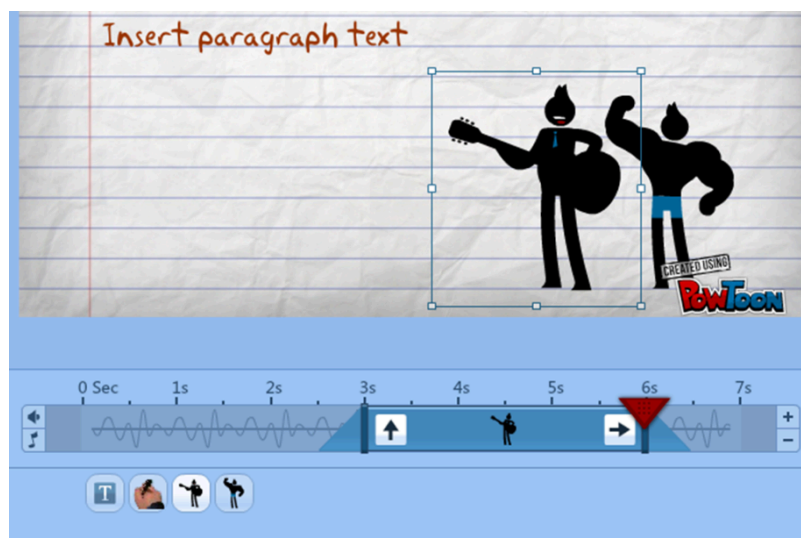 Insert paragraph text
CREATED USING
POWTOON
0 Sec 1s 2s 3s 4s 5s 6s 7s
T